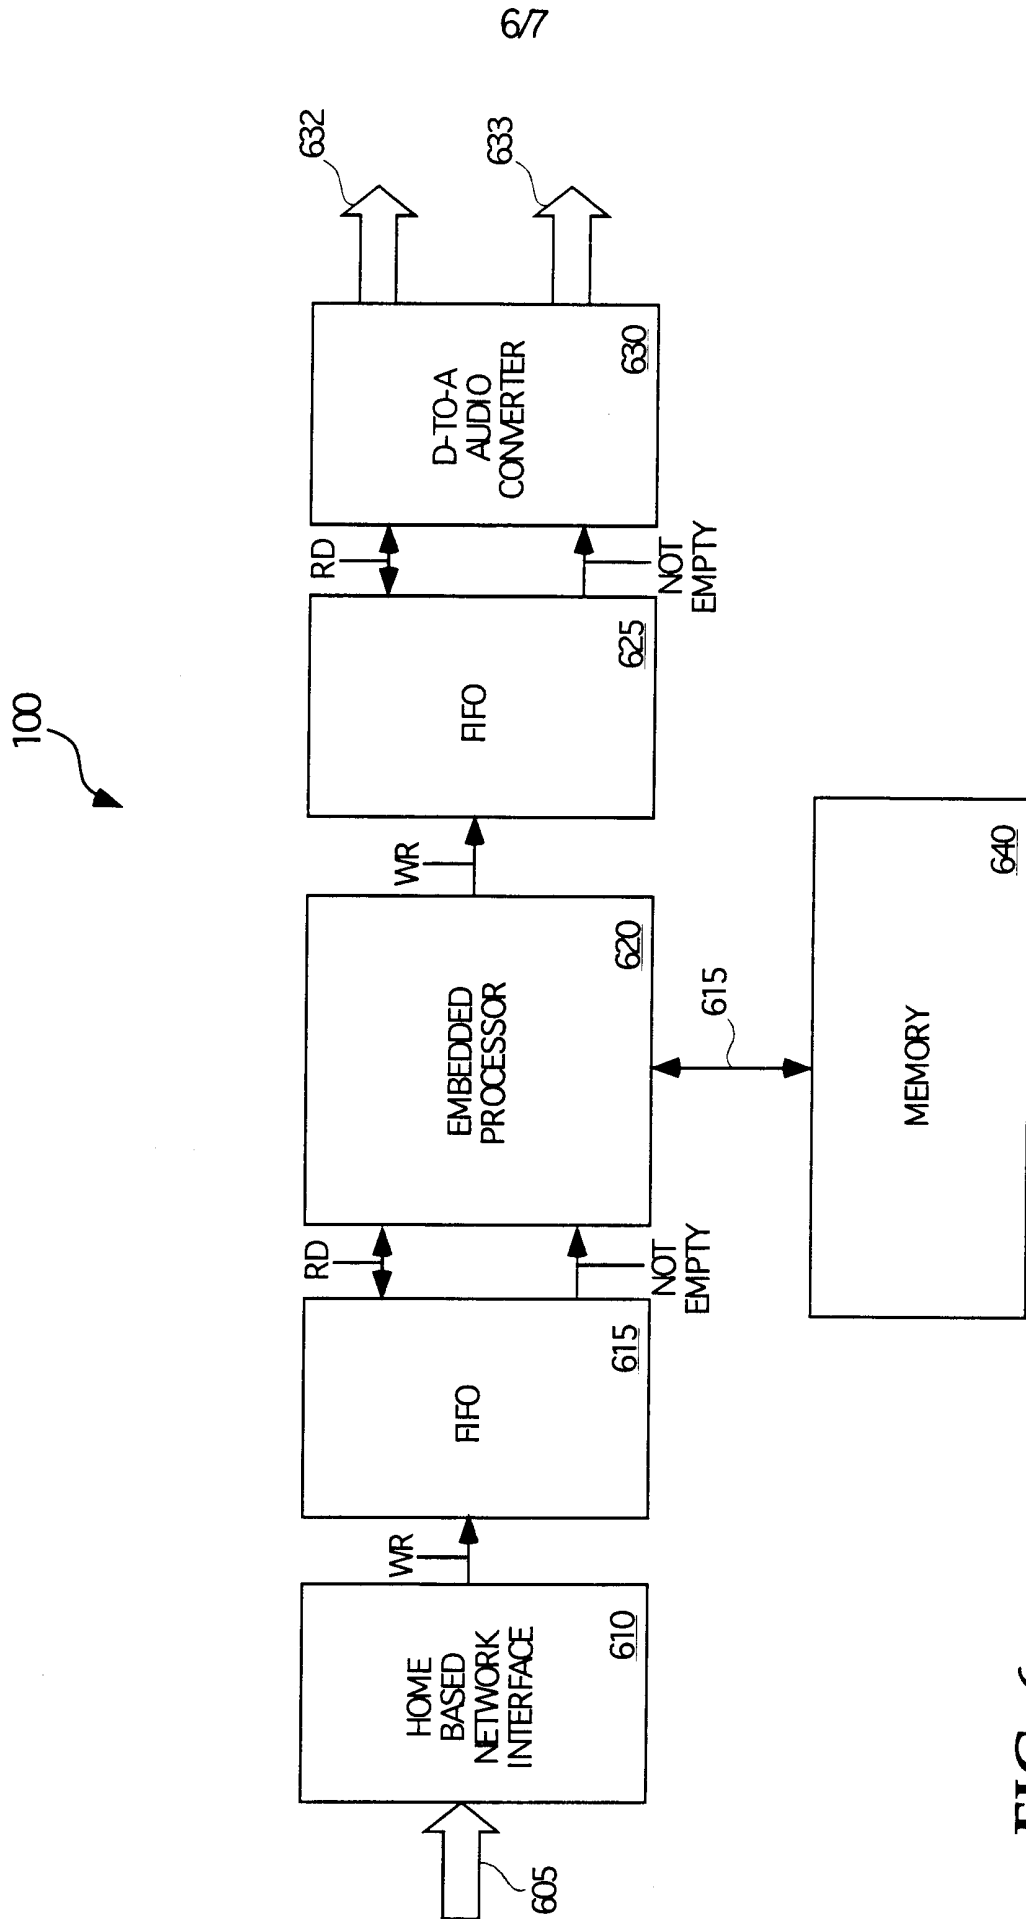 6/7
100
605
HOME
BASED
NETWORK
INTERFACE
610
WR
FIFO
615
RD
NOT
EMPTY
EMBEDDED
PROCESSOR
620
WR
FIFO
625
RD
NOT
EMPTY
D-TO-A
AUDIO
CONVERTER
630
632
633
615
MEMORY
640